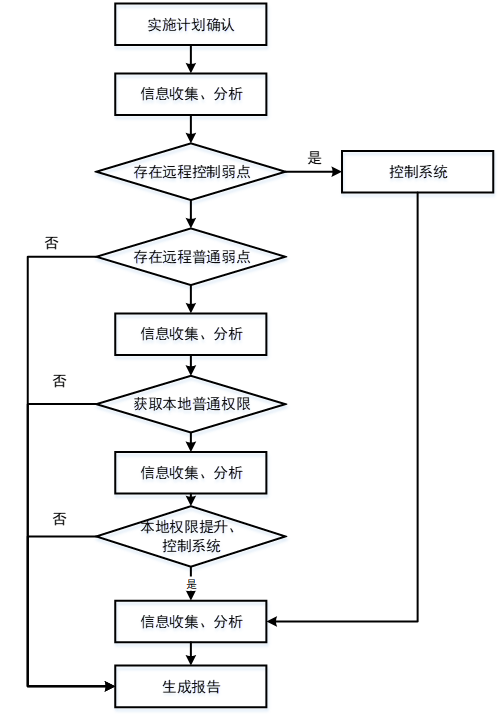 实施计划确认
信息收集、分析
存在远程控制弱点
是
控制系统
否
存在远程普通弱点
信息收集、分析
否
获取本地普通权限
信息收集、分析
否
本地权限提升、
控制系统
是
信息收集、分析
生成报告